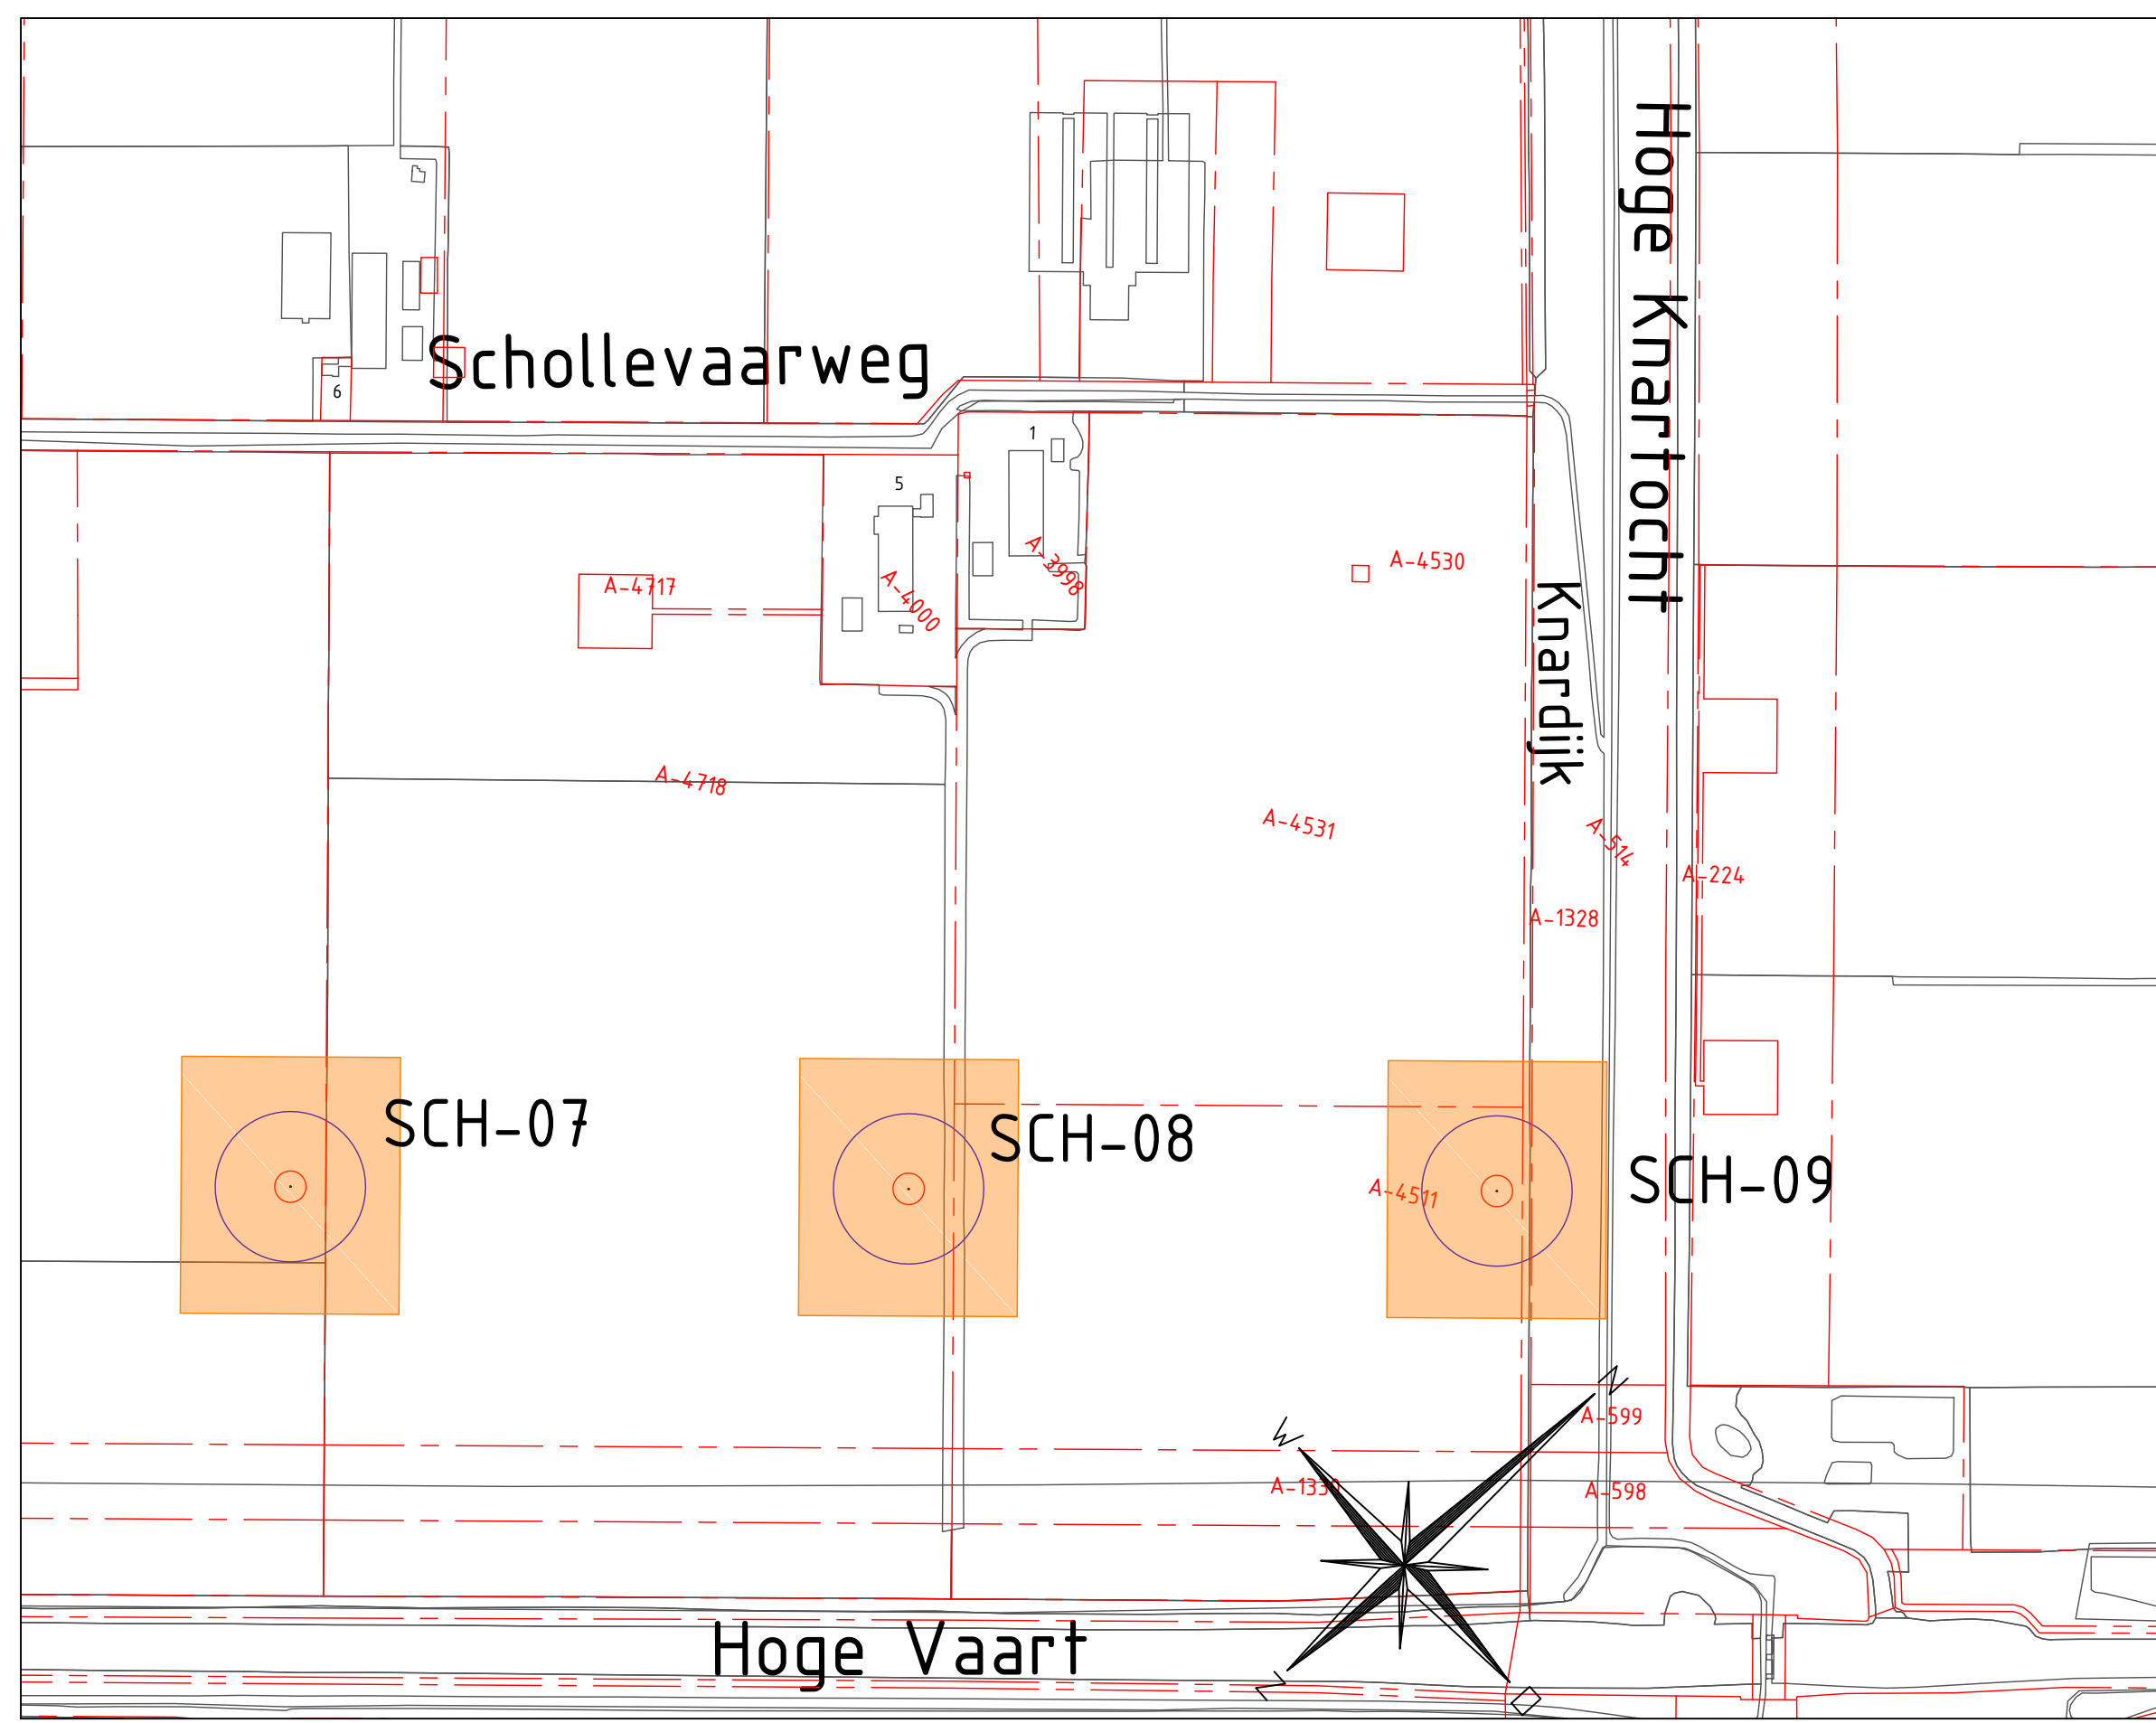 Hoge Knartocht
Schollevaarweg
6
1
5
A-3998
A-4530
A-4717
A-4000
Knardijk
A-4718
A-4531
A-514
A-224
A-1328
SCH-07
SCH-08
SCH-09
A-4511
N
A-599
W
A-598
Hoge Vaart
Z
O